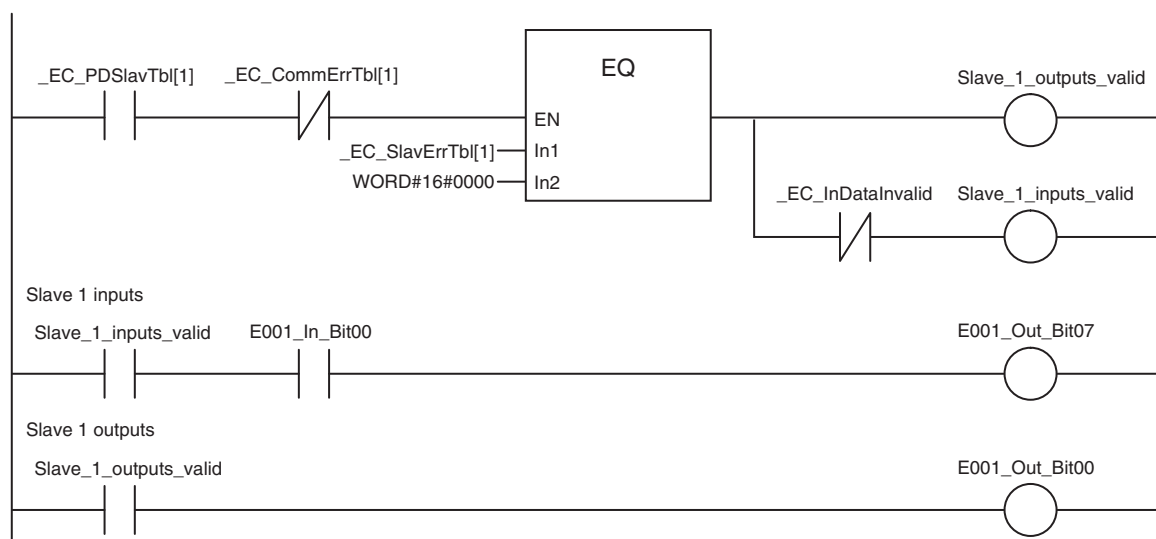 _EC_PDSlavTbl[1]
_EC_CommErrTbl[1]
EQ
Slave_1_outputs_valid
EN
_EC_SlavErrTbl[1]
In1
WORD#16#0000
In2
_EC_InDataInvalid
Slave_1_inputs_valid
Slave 1 inputs
Slave_1_inputs_valid
E001_In_Bit00
E001_Out_Bit07
Slave 1 outputs
Slave_1_outputs_valid
E001_Out_Bit00